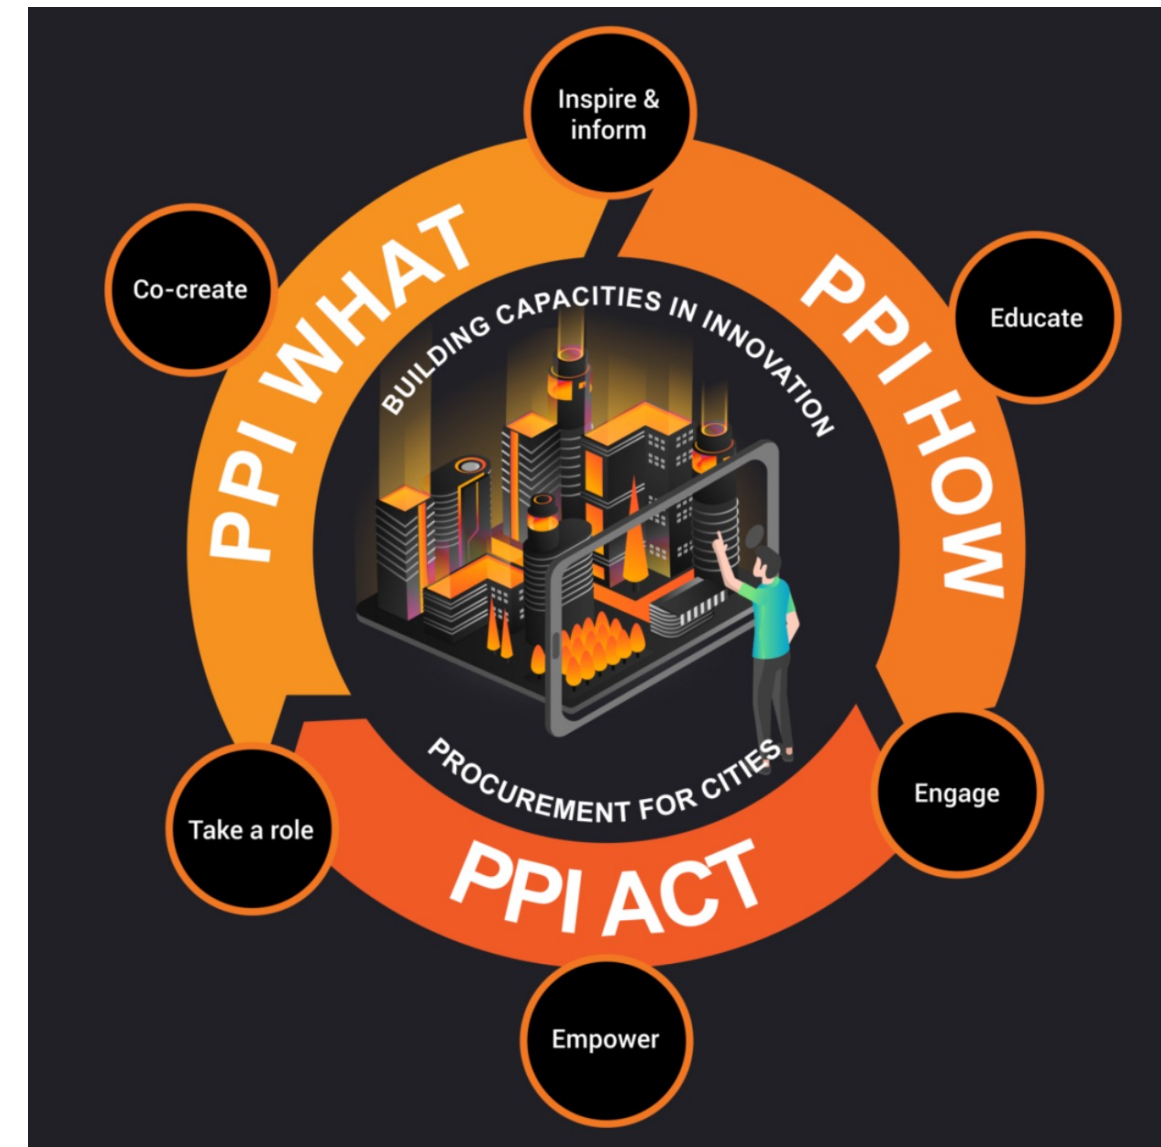 Inspire &
inform
Co-create
PPI WHAT
PPI HOW
Educate
BUILDING CAPACITIES IN INNOVATION
PROCUREMENT FOR CITIES
Engage
Take a role
PPI ACT
Empower